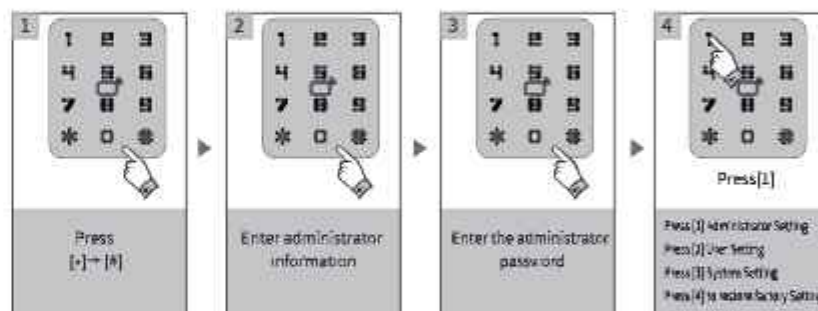 1
1 2 3
4 5 6
7 8 9
* 0 #
2
1 2 3
4 5 6
7 8 9
* 0 #
3
1 2 3
4 5 6
7 8 9
* 0 #
4
1 2 3
4 5 6
7 8 9
* 0 #
Press
[*]→ [#]
Enter administrator
information
Enter the administrator
password
Press[1]
Press [1] Administrator Setting
Press [2] User Setting
Press [3] System Setting
Press [4] to restore factory Setting